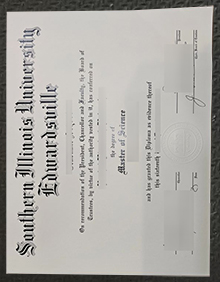 Southern Illinois University
Edwardsville
On recommendation of the President, Chancellor and Faculty, the Board of
Trustees, by virtue of the authority vested in it, has conferred on
the degree of
Master of Science
and has granted this Diploma as evidence thereof
this sixteenth